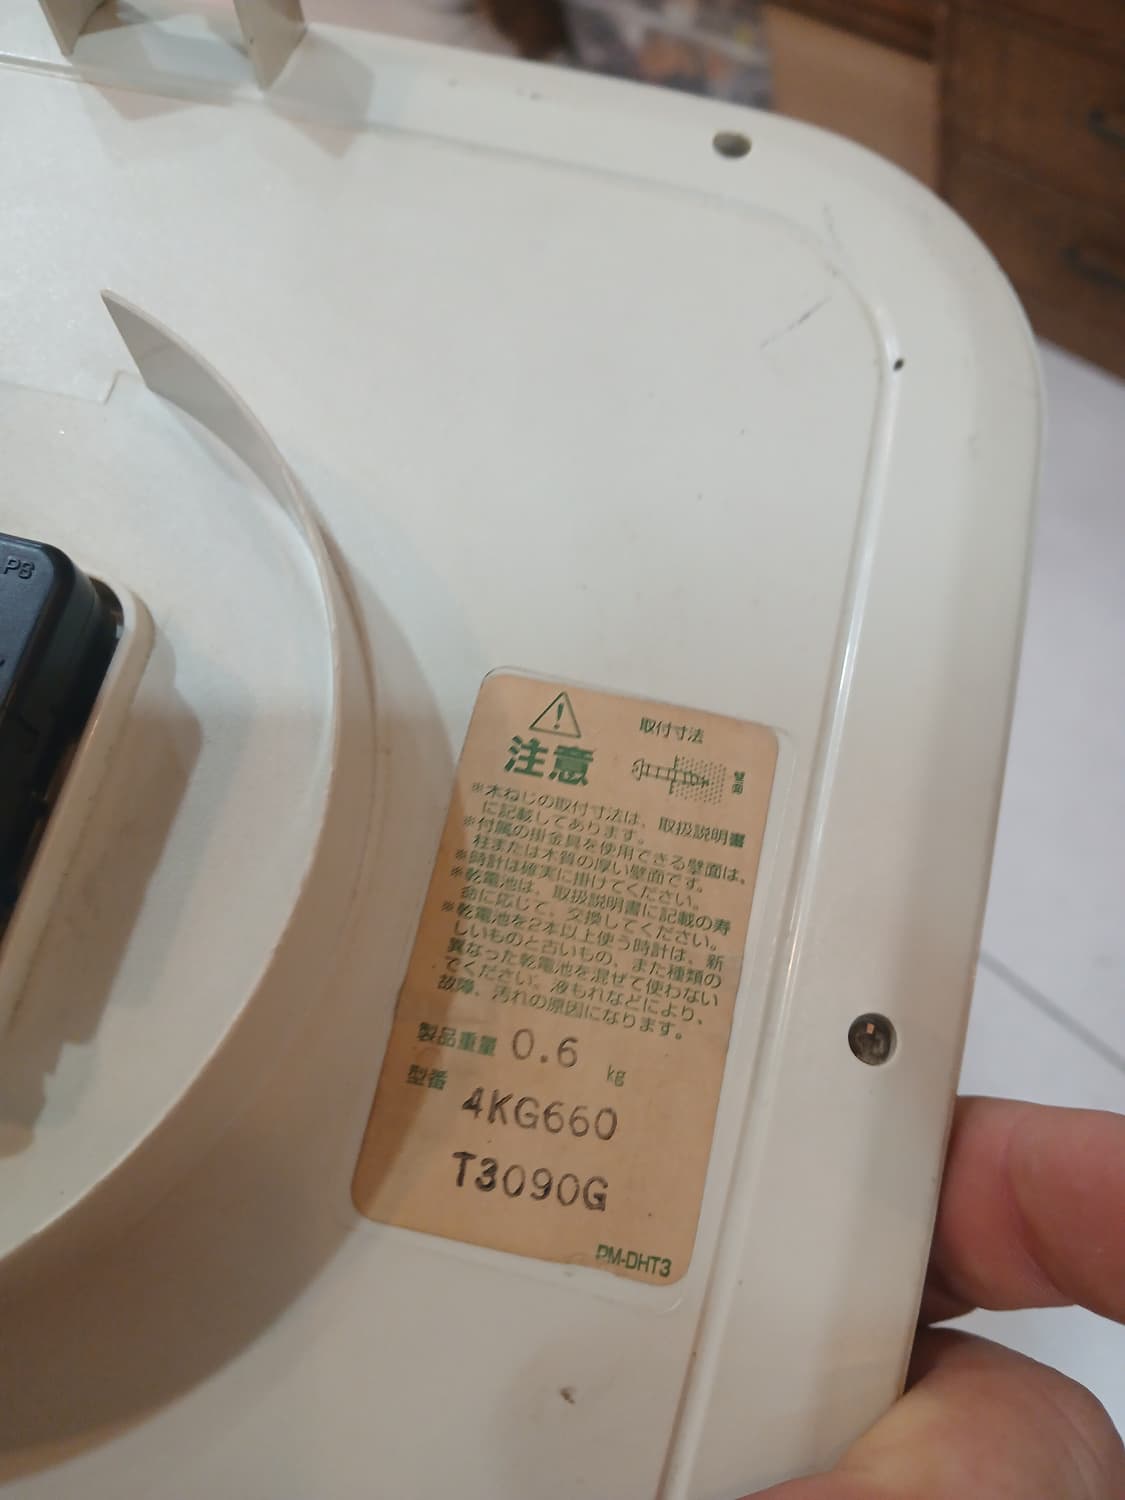 PS
注意
取付寸法
壁面
※木ねじの取付寸法は、取扱説明書
に記載してあります。
※付属の掛金具を使用できる壁面は、
柱または木質の厚い壁面です。
※時計は確実に掛けてください。
※乾電池は、取扱説明書に記載の寿
命に応じて、交換してください。
※乾電池を2本以上使う時計は、新
しいものと古いもの、また種類の
異なった乾電池を混ぜて使わない
でください。液もれなどにより、
故障、汚れの原因になります。
製品重量 0.6 kg
型番 4KG660
T3090G
PM-DHT3